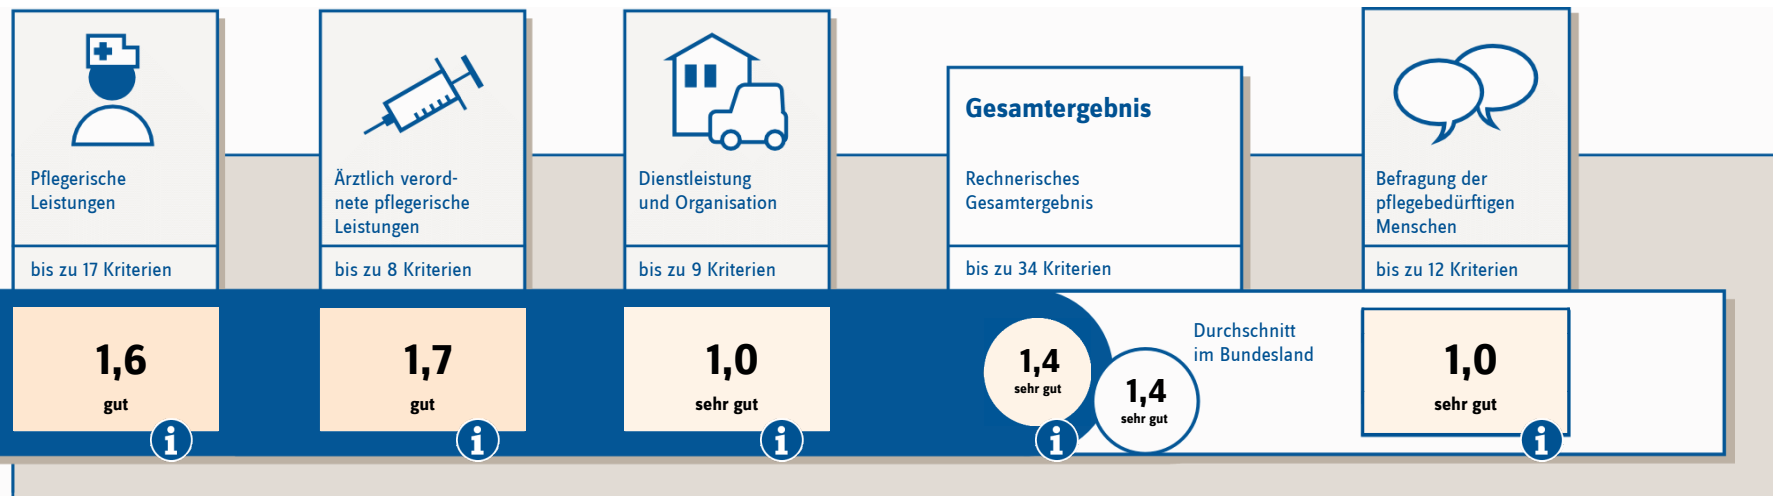 Pflegerische
Leistungen
bis zu 17 Kriterien
1,6
gut
i
Ärztlich verord-
nete pflegerische
Leistungen
bis zu 8 Kriterien
1,7
gut
i
Dienstleistung
und Organisation
bis zu 9 Kriterien
1,0
sehr gut
i
Gesamtergebnis
Rechnerisches
Gesamtergebnis
bis zu 34 Kriterien
1,4
sehr gut
i
Durchschnitt
im Bundesland
1,4
sehr gut
Befragung der
pflegebedürftigen
Menschen
bis zu 12 Kriterien
1,0
sehr gut
i